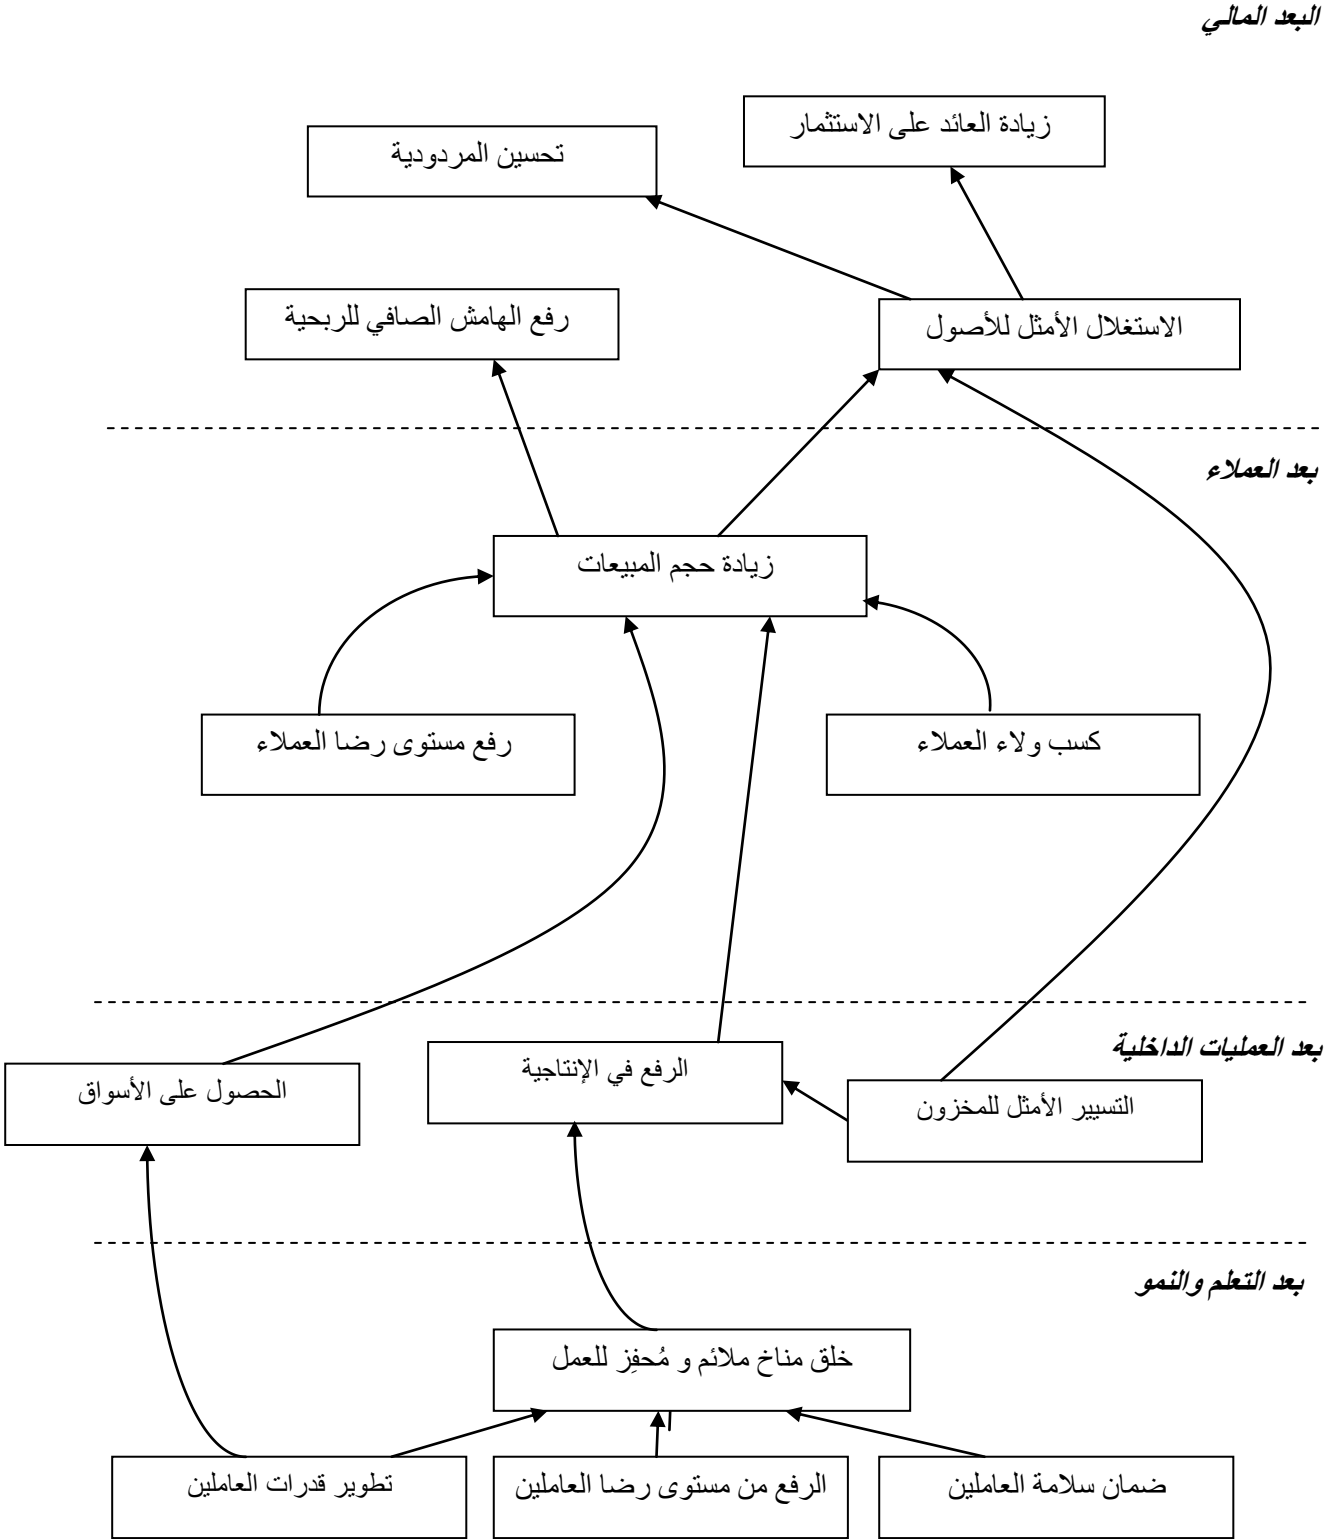 البعد المالي
زيادة العائد على الاستثمار
تحسين المردودية
رفع الهامش الصافي للربحية
الاستغلال الأمثل للأصول
بعد العملاء
زيادة حجم المبيعات
كسب ولاء العملاء
رفع مستوى رضا العملاء
بعد العمليات الداخلية
التسيير الأمثل للمخزون
الرفع في الإنتاجية
الحصول على الأسواق
بعد التعلم والنمو
خلق مناخ ملائم و مُحفِز للعمل
ضمان سلامة العاملين
الرفع من مستوى رضا العاملين
تطوير قدرات العاملين